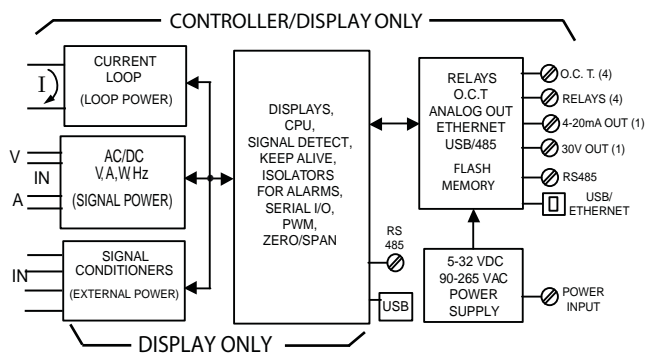 CONTROLLER/DISPLAY ONLY
I
CURRENT
LOOP
(LOOP POWER)
V
IN
A
AC/DC
V, A, W, Hz
(SIGNAL POWER)
IN
SIGNAL
CONDITIONERS
(EXTERNAL POWER)
DISPLAYS,
CPU,
SIGNAL DETECT,
KEEP ALIVE,
ISOLATORS
FOR ALARMS,
SERIAL I/O,
PWM,
ZERO/SPAN
RS
485
USB
RELAYS
O.C.T
ANALOG OUT
ETHERNET
USB/485
FLASH
MEMORY
O.C. T. (4)
RELAYS (4)
4-20mA OUT (1)
30V OUT (1)
RS485
USB/
ETHERNET
5-32 VDC
90-265 VAC
POWER
SUPPLY
POWER
INPUT
DISPLAY ONLY